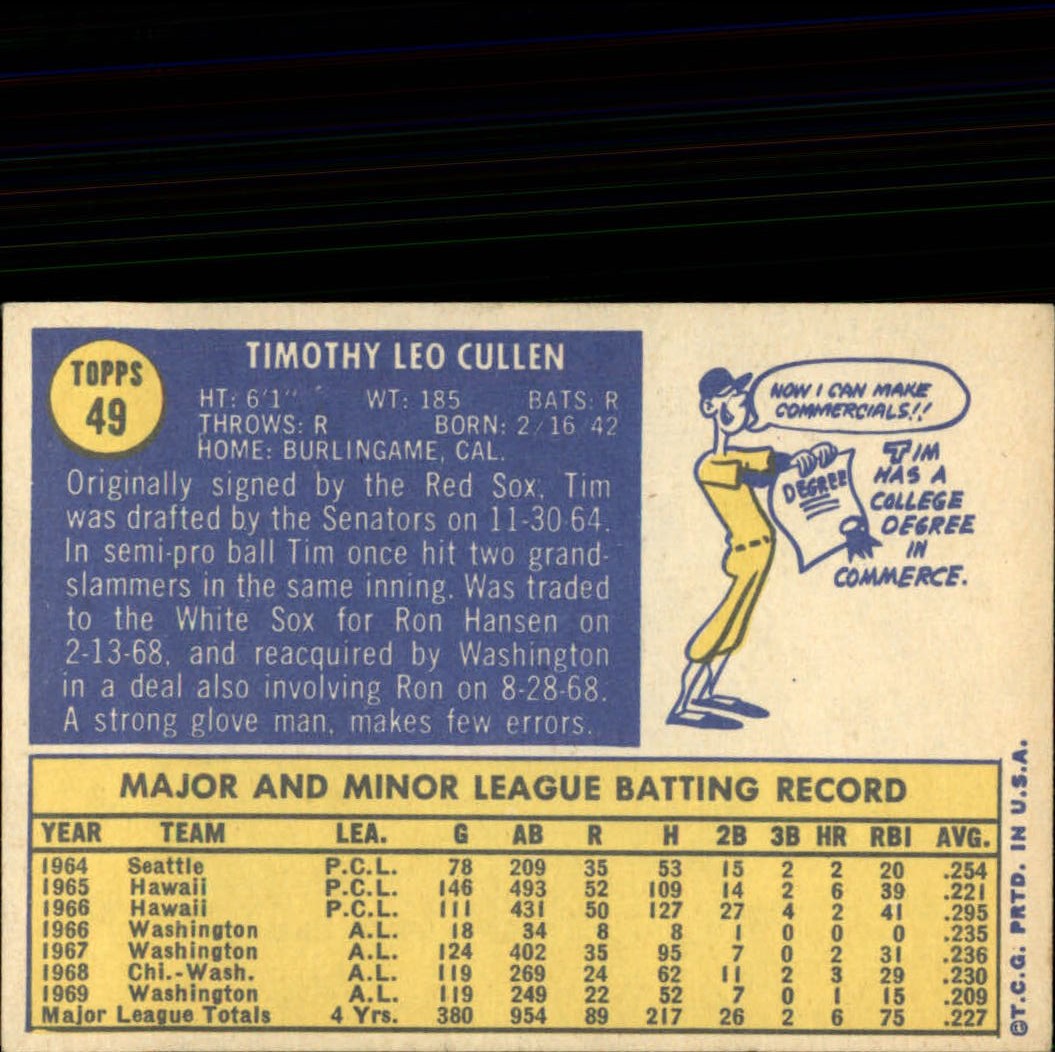 TOPPS
49
TIMOTHY LEO CULLEN
HT: 6'1" WT: 185 BATS: R
THROWS: R BORN: 2/16/42
HOME: BURLINGAME, CAL.
Originally signed by the Red Sox, Tim
was drafted by the Senators on 11-30-64.
In semi-pro ball Tim once hit two grand-
slammers in the same inning. Was traded
to the White Sox for Ron Hansen on
2-13-68, and reacquired by Washington
in a deal also involving Ron on 8-28-68.
A strong glove man, makes few errors.
NOW I CAN MAKE
COMMERCIALS!!
DEGREE
TIM
HAS A
COLLEGE
DEGREE
IN
COMMERCE.
MAJOR AND MINOR LEAGUE BATTING RECORD
YEAR TEAM LEA. G AB R H 2B 3B HR RBI AVG.
1964 Seattle P.C.L. 78 209 35 53 15 2 2 20 .254
1965 Hawaii P.C.L. 146 493 52 109 14 2 6 39 .221
1966 Hawaii P.C.L. 111 431 50 127 27 4 2 41 .295
1966 Washington A.L. 18 34 8 8 1 0 0 0 .235
1967 Washington A.L. 124 402 35 95 7 0 2 31 .236
1968 Chi.-Wash. A.L. 119 269 24 62 11 2 3 29 .230
1969 Washington A.L. 119 249 22 52 7 0 1 15 .209
Major League Totals 4 Yrs. 380 954 89 217 26 2 6 75 .227
©T.C.G. PRTD. IN U.S.A.